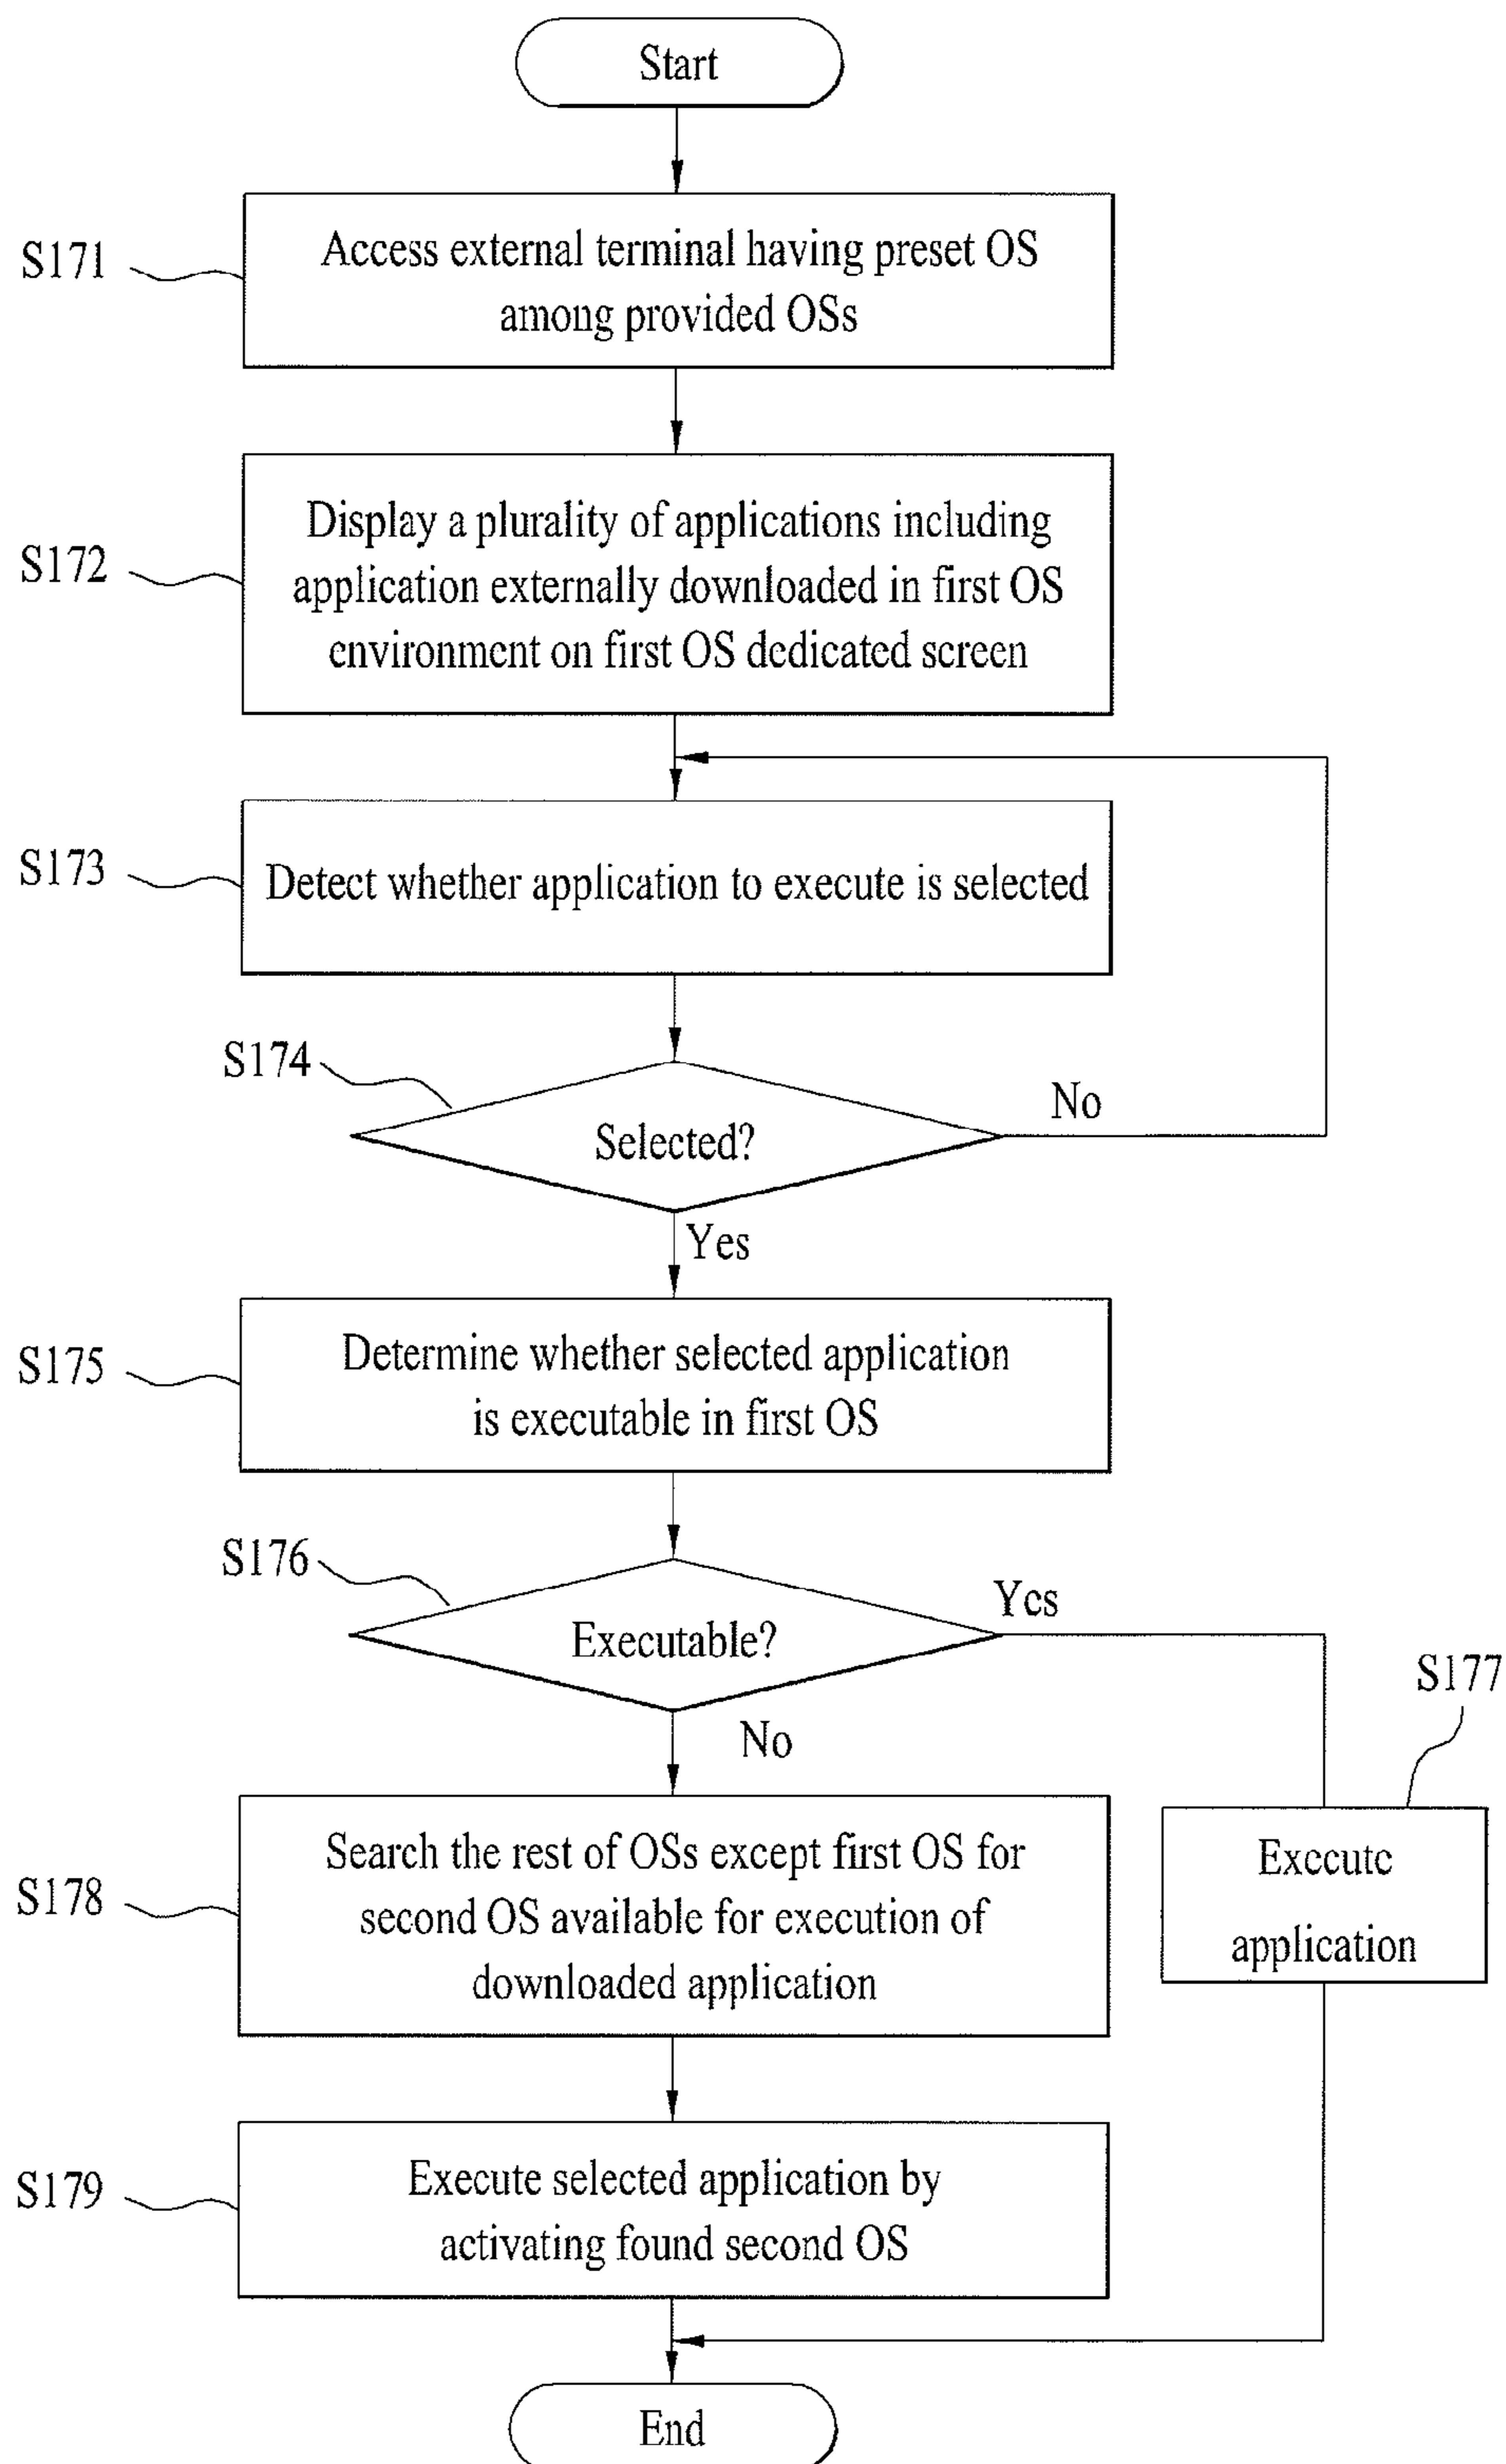 Start
S171
Access external terminal having preset OS
among provided OSs
S172
Display a plurality of applications including
application externally downloaded in first OS
environment on first OS dedicated screen
S173
Detect whether application to execute is selected
S174
Selected?
No
Yes
S175
Determine whether selected application
is executable in first OS
S176
Executable?
Yes
No
S177
Execute
application
S178
Search the rest of OSs except first OS for
second OS available for execution of
downloaded application
S179
Execute selected application by
activating found second OS
End